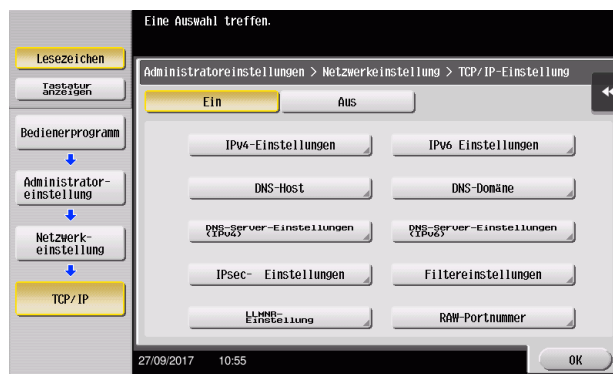 Eine Auswahl treffen.
Lesezeichen
Tastatur
anzeigen
Bedienerprogramm
Administrator-
einstellung
Netzwerk-
einstellung
TCP/IP
Administratoreinstellungen > Netzwerkeinstellung > TCP/IP-Einstellung
Ein
Aus
IPv4-Einstellungen
IPv6 Einstellungen
DNS-Host
DNS-Domäne
DNS-Server-Einstellungen
(IPv4)
DNS-Server-Einstellungen
(IPv6)
IPsec- Einstellungen
Filtereinstellungen
LLMNR-
Einstellung
RAW-Portnummer
27/09/2017 10:55
OK